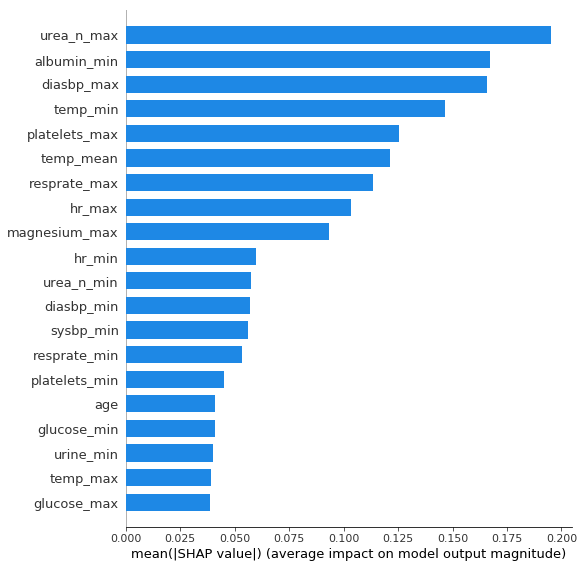 urea_n_max
albumin_min
diasbp_max
temp_min
platelets_max
temp_mean
resprate_max
hr_max
magnesium_max
hr_min
urea_n_min
diasbp_min
sysbp_min
resprate_min
platelets_min
age
glucose_min
urine_min
temp_max
glucose_max
0.000 0.025 0.050 0.075 0.100 0.125 0.150 0.175 0.200
mean(|SHAP value|) (average impact on model output magnitude)